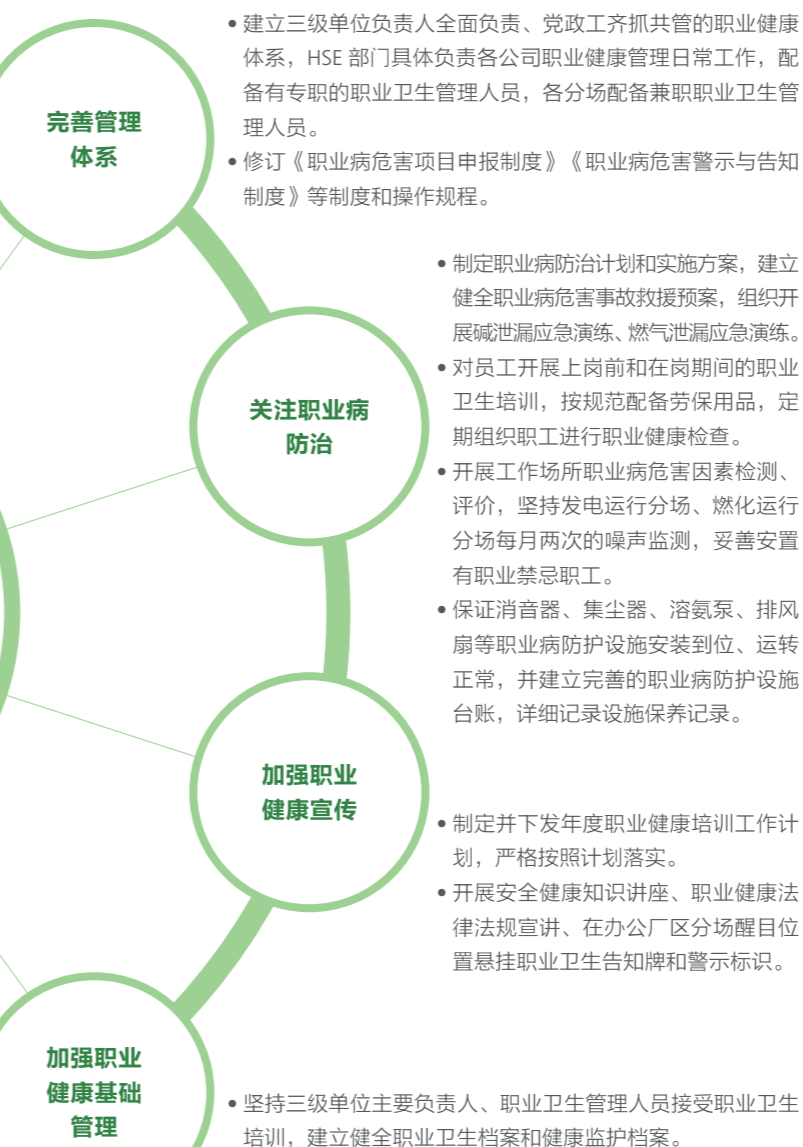 完善管理
体系
• 建立三级单位负责人全面负责、党政工齐抓共管的职业健康
体系，HSE 部门具体负责各公司职业健康管理日常工作，配
备有专职的职业卫生管理人员，各分场配备兼职职业卫生管
理人员。
• 修订《职业病危害项目申报制度》《职业病危害警示与告知
制度》等制度和操作规程。
关注职业病
防治
• 制定职业病防治计划和实施方案，建立
健全职业病危害事故救援预案，组织开
展碱泄漏应急演练、燃气泄漏应急演练。
• 对员工开展上岗前和在岗期间的职业
卫生培训，按规范配备劳保用品，定
期组织职工进行职业健康检查。
• 开展工作场所职业病危害因素检测、
评价，坚持发电运行分场、燃化运行
分场每月两次的噪声监测，妥善安置
有职业禁忌职工。
• 保证消音器、集尘器、溶氨泵、排风
扇等职业病防护设施安装到位、运转
正常，并建立完善的职业病防护设施
台账，详细记录设施保养记录。
加强职业
健康宣传
• 制定并下发年度职业健康培训工作计
划，严格按照计划落实。
• 开展安全健康知识讲座、职业健康法
律法规宣讲、在办公厂区分场醒目位
置悬挂职业卫生告知牌和警示标识。
加强职业
健康基础
管理
• 坚持三级单位主要负责人、职业卫生管理人员接受职业卫生
培训，建立健全职业卫生档案和健康监护档案。